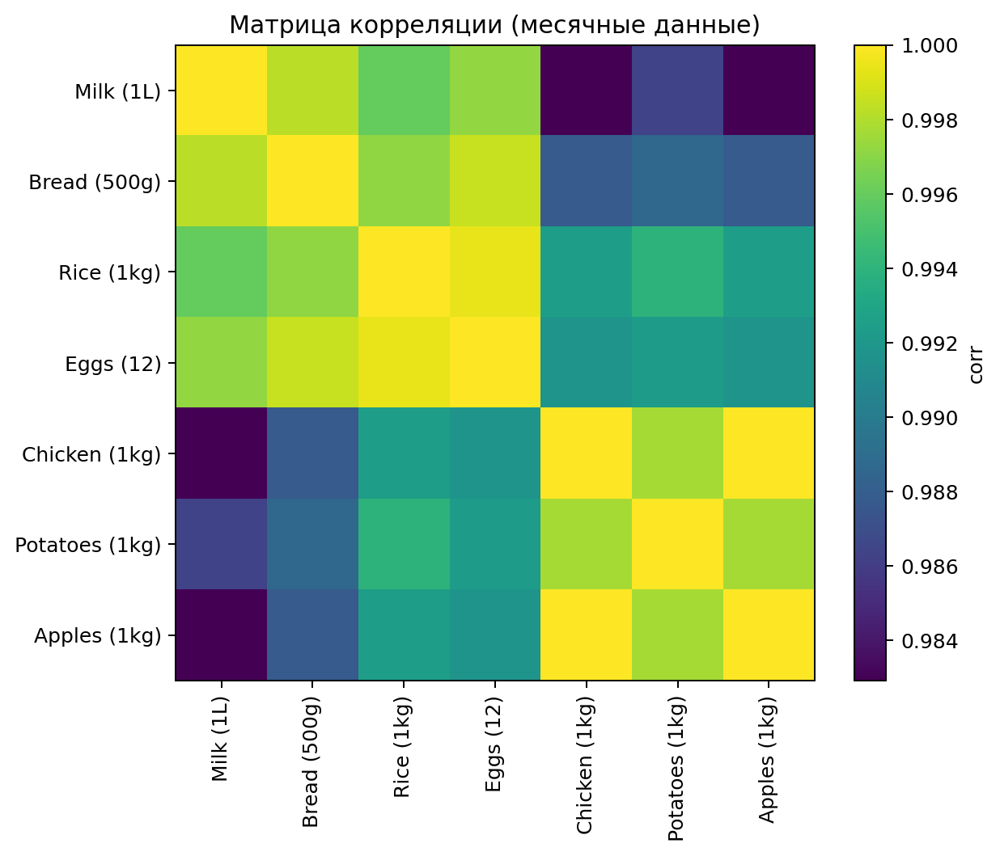 Матрица корреляции (месячные данные)
Milk (1L)
Bread (500g)
Rice (1kg)
Eggs (12)
Chicken (1kg)
Potatoes (1kg)
Apples (1kg)
Milk (1L)
Bread (500g)
Rice (1kg)
Eggs (12)
Chicken (1kg)
Potatoes (1kg)
Apples (1kg)
1.000
0.998
0.996
0.994
0.992
0.990
0.988
0.986
0.984
corr